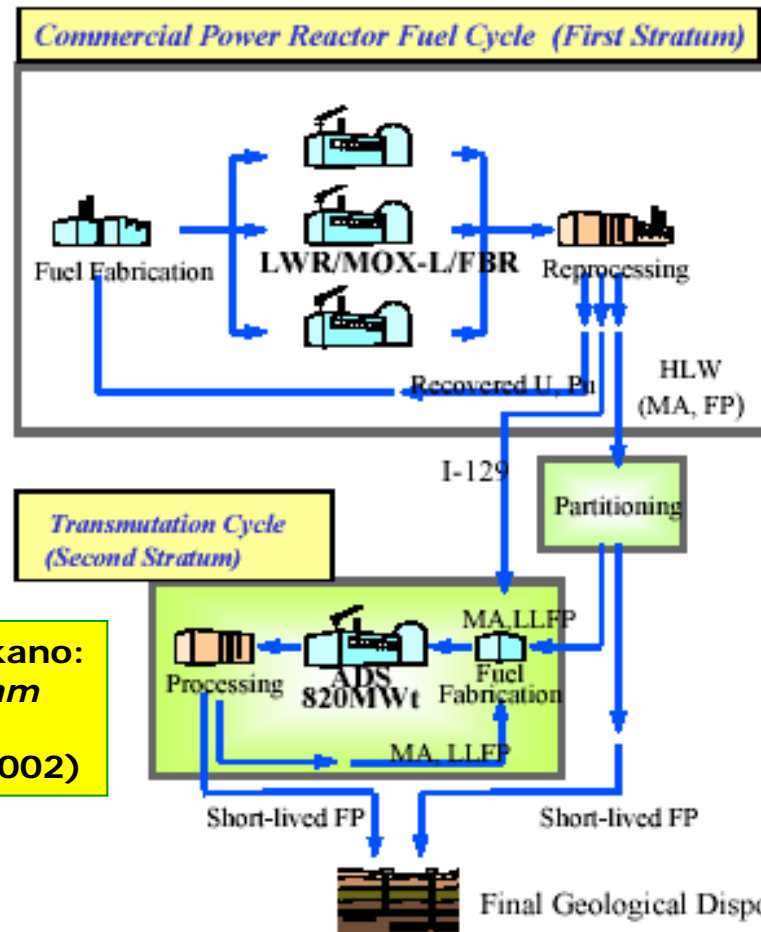 Commercial Power Reactor Fuel Cycle (First Stratum)
Fuel Fabrication
LWR/MOX-L/FBR
Reprocessing
Recovered U, Pu
HLW
(MA, FP)
I-129
Partitioning
Transmutation Cycle
(Second Stratum)
MA,LLFP
Processing
ADS
820MWt
Fuel
Fabrication
MA, LLFP
kano:
am
002)
Short-lived FP
Short-lived FP
Final Geological Dispo